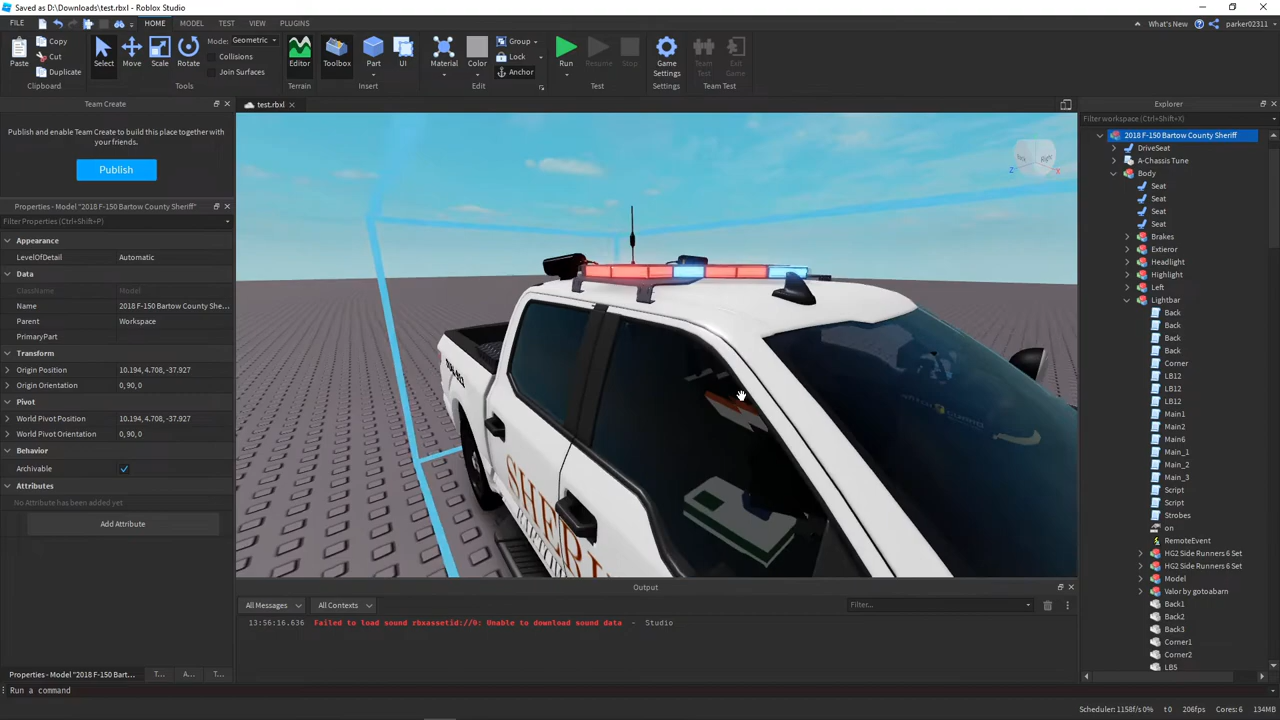 Saved as D:\Downloads\test.rbxl - Roblox Studio
FILE HOME MODEL TEST VIEW PLUGINS What's New parker02311
Paste Copy Cut Duplicate Select Move Scale Rotate Mode: Geometric Collisions Join Surfaces Editor Toolbox Part UI Material Color Group Lock Anchor Run Resume Stop Game Settings Team Test Exit Game
Clipboard Tools Terrain Insert Edit Test Settings Team Test
Team Create
Publish and enable Team Create to build this place together with your friends.
Publish
Properties - Model "2018 F-150 Bartow County Sheriff"
Filter Properties (Ctrl+Shift+P)
Appearance
LevelOfDetail Automatic
Data
ClassName Model
Name 2018 F-150 Bartow County She...
Parent Workspace
PrimaryPart
Transform
Origin Position 10.194, 4.708, -37.927
Origin Orientation 0, 90, 0
Pivot
World Pivot Position 10.194, 4.708, -37.927
World Pivot Orientation 0, 90, 0
Behavior
Archivable
Attributes
No Attribute has been added yet
Add Attribute
Properties - Model "2018 F-150 Bart... T... A... T...
Run a command
test.rbxl
Right
Z
X
SHERI
Output
All Messages All Contexts Filter...
13:56:16.636 Failed to load sound rbxassetid://0: Unable to download sound data - Studio
Explorer
Filter workspace (Ctrl+Shift+X)
2018 F-150 Bartow County Sheriff
DriveSeat
A-Chassis Tune
Body
Seat
Seat
Seat
Seat
Brakes
Extieror
Headlight
Highlight
Left
Lightbar
Back
Back
Back
Back
Corner
LB12
LB12
LB12
Main1
Main2
Main6
Main_1
Main_2
Main_3
Script
Script
Strobes
on
RemoteEvent
HG2 Side Runners 6 Set
HG2 Side Runners 6 Set
Model
Valor by gotoabarn
Back1
Back2
Back3
Corner1
Corner2
LB5
Scheduler: 1158f/s 0% t 0 206fps Cores: 6 134MB